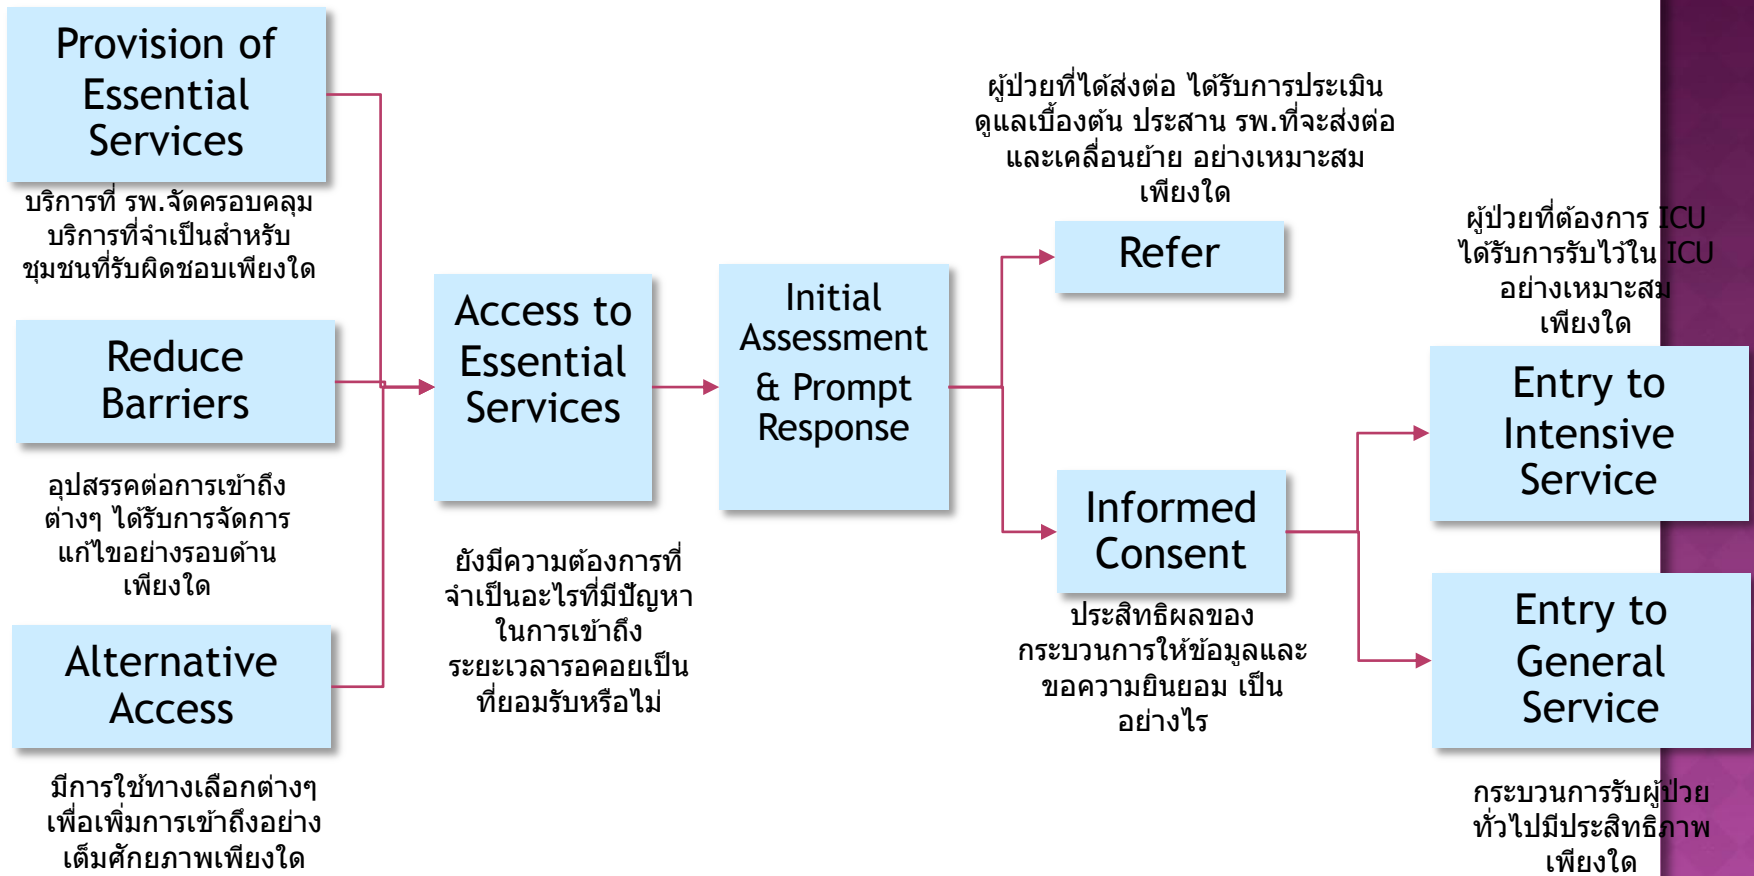 Provision of
Essential
Services
บริการที่ รพ.จัดครอบคลุม
บริการที่จำเป็นสำหรับ
ชุมชนที่รับผิดชอบเพียงใด
Reduce
Barriers
อุปสรรคต่อการเข้าถึง
ต่างๆ ได้รับการจัดการ
แก้ไขอย่างรอบด้าน
เพียงใด
Alternative
Access
มีการใช้ทางเลือกต่างๆ
เพื่อเพิ่มการเข้าถึงอย่าง
เต็มศักยภาพเพียงใด
Access to
Essential
Services
ยังมีความต้องการที่
จำเป็นอะไรที่มีปัญหา
ในการเข้าถึง
ระยะเวลารอคอยเป็น
ที่ยอมรับหรือไม่
Initial
Assessment
& Prompt
Response
ผู้ป่วยที่ได้ส่งต่อ ได้รับการประเมิน
ดูแลเบื้องต้น ประสาน รพ.ที่จะส่งต่อ
และเคลื่อนย้าย อย่างเหมาะสม
เพียงใด
Refer
Informed
Consent
ประสิทธิผลของ
กระบวนการให้ข้อมูลและ
ขอความยินยอม เป็น
อย่างไร
ผู้ป่วยที่ต้องการ ICU
ได้รับการรับไว้ใน ICU
อย่างเหมาะสม
เพียงใด
Entry to
Intensive
Service
Entry to
General
Service
กระบวนการรับผู้ป่วย
ทั่วไปมีประสิทธิภาพ
เพียงใด